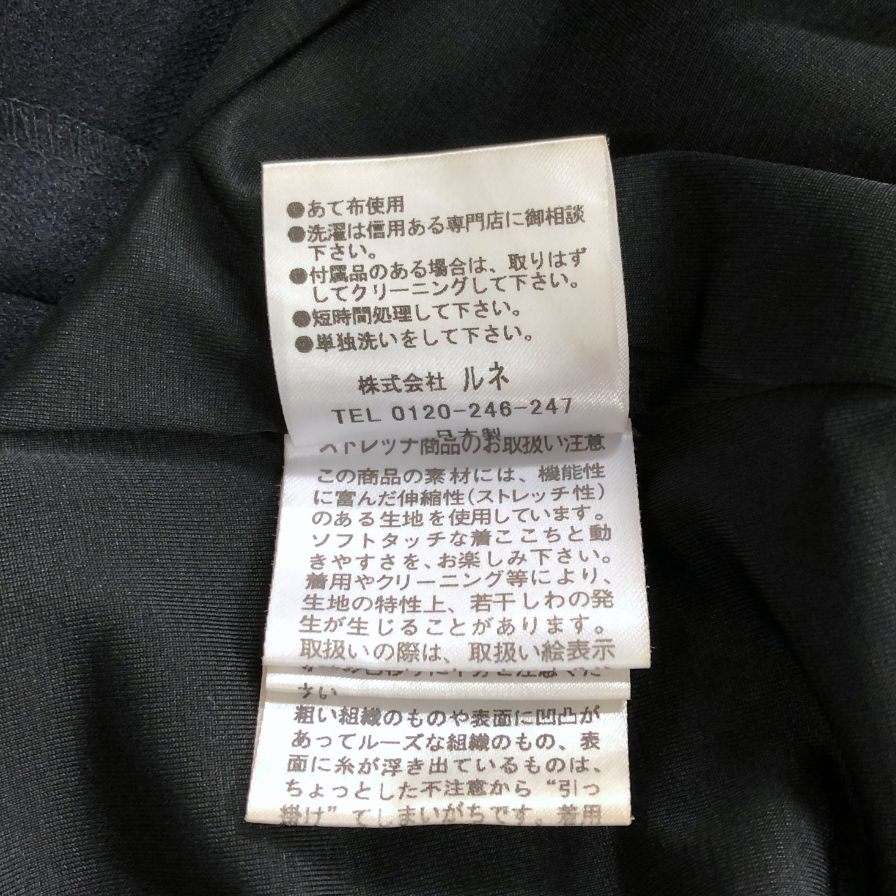 ●あて布使用
●洗濯は信用ある専門店に御相談
下さい。
●付属品のある場合は、取りはず
してクリーニングして下さい。
●短時間処理して下さい。
●単独洗いをして下さい。
株式会社 ルネ
TEL 0120-246-247
日本製
ストレッチ商品のお取扱い注意
この商品の素材には、機能性
に富んだ伸縮性(ストレッチ性)
のある生地を使用しています。
ソフトタッチな着ここちと動
きやすさを、お楽しみ下さい。
着用やクリーニング等により、
生地の特性上、若干しわの発
生が生じることがあります。
取扱いの際は、取扱い絵表示
さい
粗い組織のものや表面に凹凸が
あってルーズな組織のもの、表
面に糸が浮き出ているものは、
ちょっとした不注意から“引っ
掛け”てしまいがちです。着用